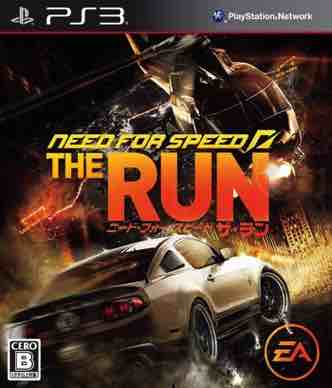 PS3
PlayStation Network
NEED FOR SPEED
THE RUN
ニード・フォー・スピード ザ・ラン
EA
CERO
B